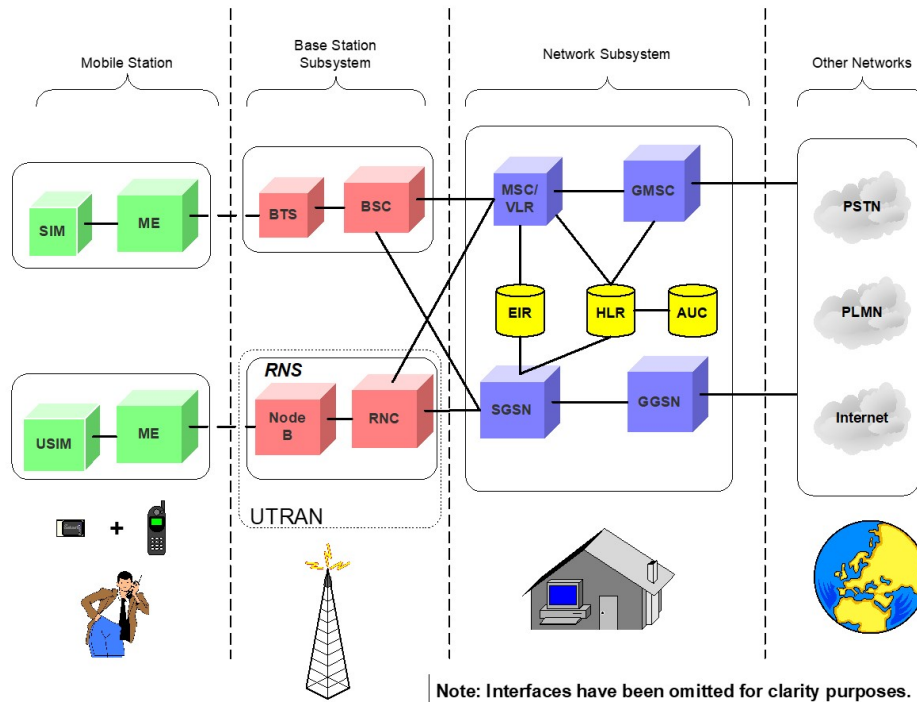 Mobile Station
Base Station
Subsystem
Network Subsystem
Other Networks
SIM
ME
BTS
BSC
MSC/
VLR
GMSC
PSTN
EIR
HLR
AUC
PLMN
RNS
USIM
ME
Node
B
RNC
SGSN
GGSN
Internet
UTRAN
+
Note: Interfaces have been omitted for clarity purposes.